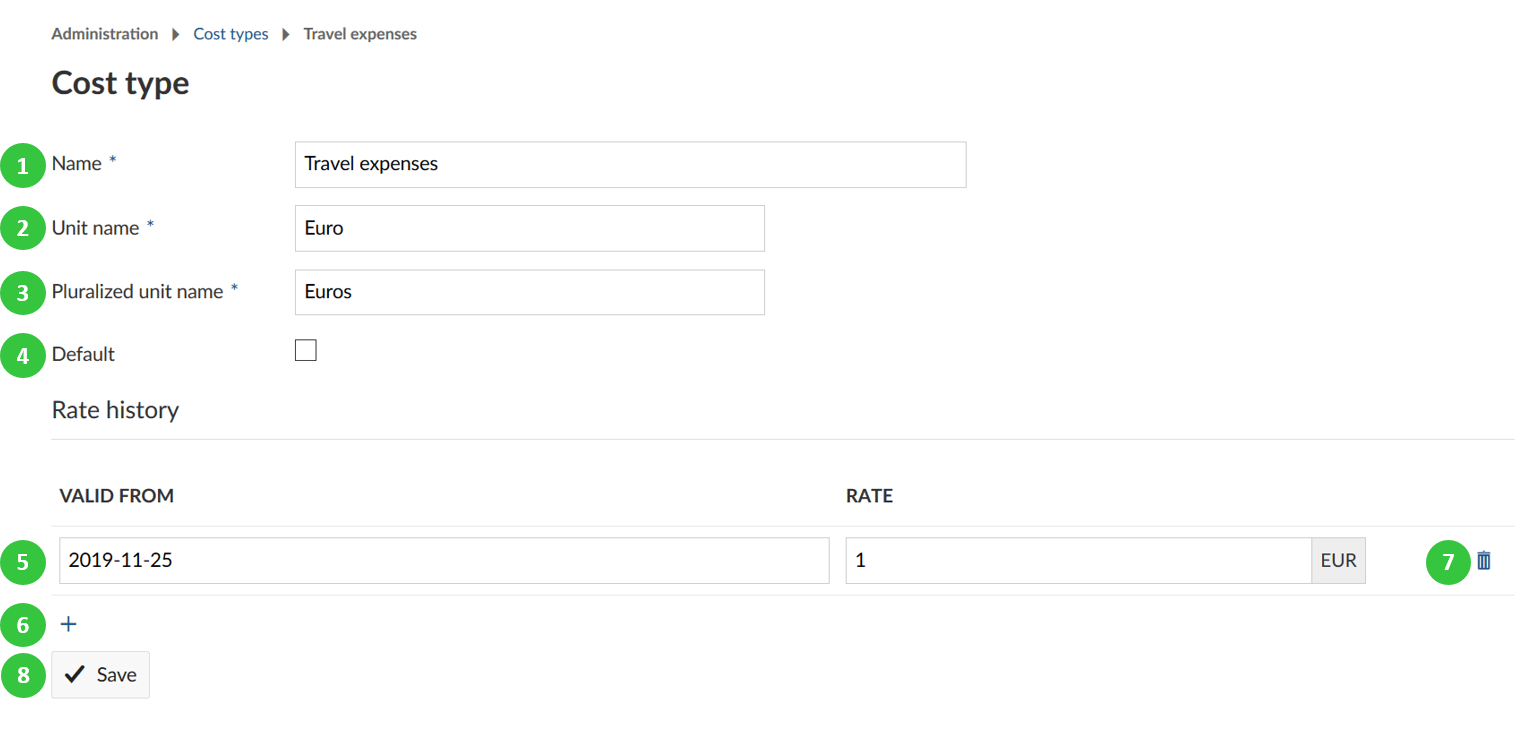 Administration Cost types Travel expenses
Cost type
1 Name * Travel expenses
2 Unit name * Euro
3 Pluralized unit name * Euros
4 Default
Rate history
VALID FROM RATE
5 2019-11-25 1 EUR 7
6 +
8 Save